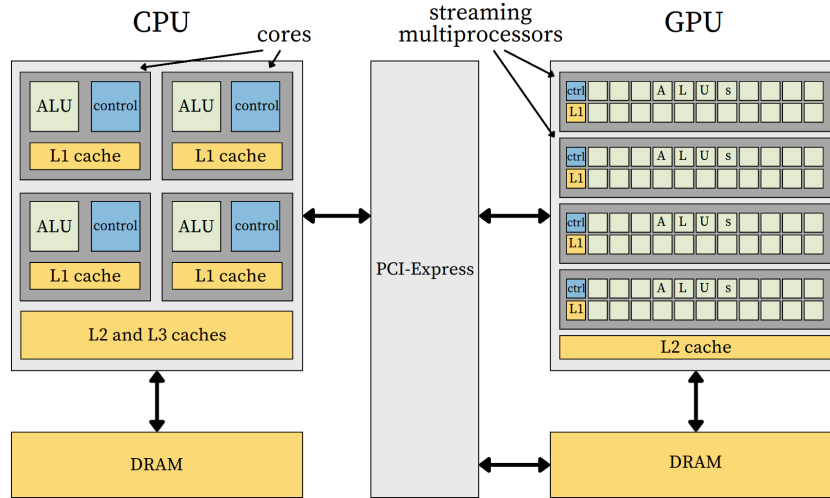 CPU
cores
streaming
multiprocessors
GPU
ALU
control
L1 cache
ALU
control
L1 cache
ALU
control
L1 cache
ALU
control
L1 cache
L2 and L3 caches
DRAM
PCI-Express
ctrl A L U s
L1
ctrl A L U s
L1
ctrl A L U s
L1
ctrl A L U s
L1
L2 cache
DRAM